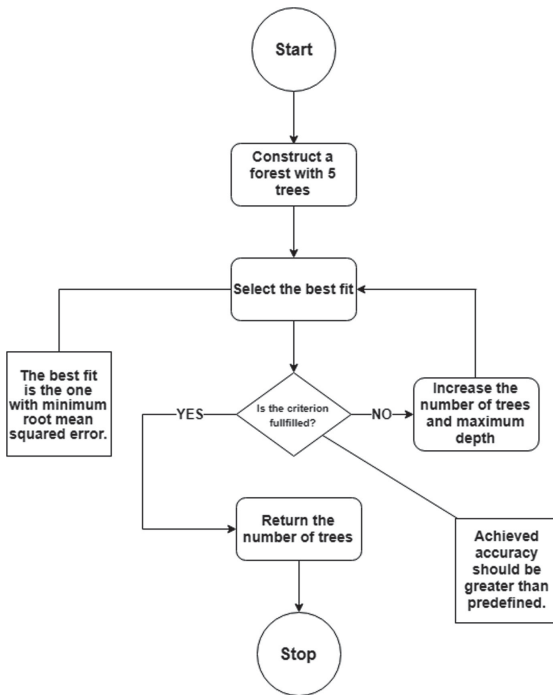 Start
Construct a
forest with 5
trees
Select the best fit
The best fit
is the one
with minimum
root mean
squared error.
Is the criterion
fullfilled?
YES
NO
Increase the
number of trees
and maximum
depth
Return the
number of trees
Achieved
accuracy
should be
greater than
predefined.
Stop